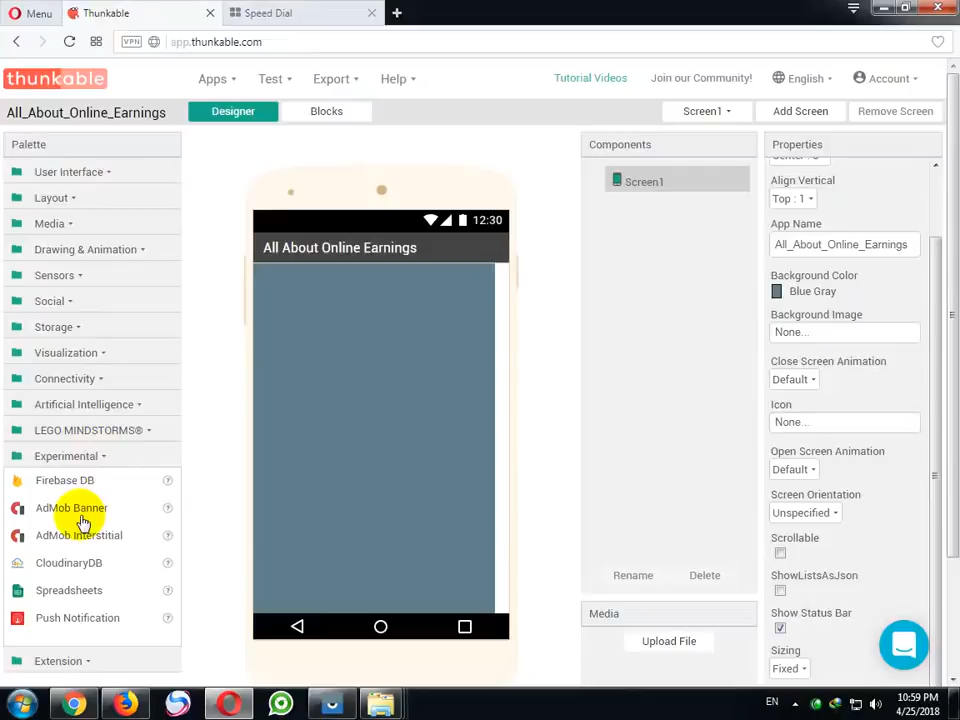 Menu
Thunkable
Speed Dial
VPN
app.thunkable.com
thunkable
Apps
Test
Export
Help
Tutorial Videos
Join our Community!
English
Account
All_About_Online_Earnings
Designer
Blocks
Screen1
Add Screen
Remove Screen
Palette
User Interface
Layout
Media
Drawing & Animation
Sensors
Social
Storage
Visualization
Connectivity
Artificial Intelligence
LEGO MINDSTORMS®
Experimental
Firebase DB
AdMob Banner
AdMob Interstitial
CloudinaryDB
Spreadsheets
Push Notification
Extension
12:30
All About Online Earnings
Components
Screen1
Rename
Delete
Media
Upload File
Properties
Align Vertical
Top : 1
App Name
All_About_Online_Earnings
Background Color
Blue Gray
Background Image
None...
Close Screen Animation
Default
Icon
None...
Open Screen Animation
Default
Screen Orientation
Unspecified
Scrollable
ShowListsAsJson
Show Status Bar
Sizing
Fixed
EN
10:59 PM
4/25/2018